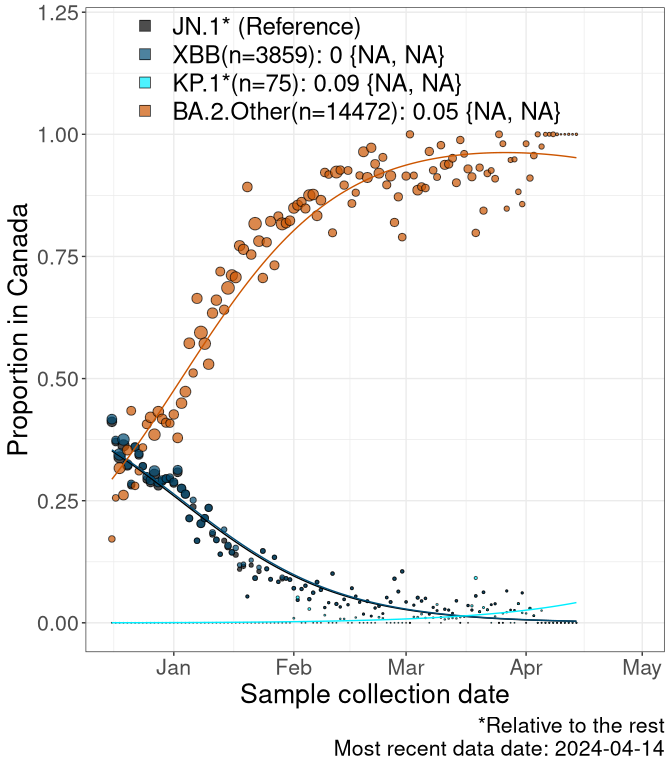 JN.1* (Reference)
XBB(n=3859): 0 {NA, NA}
KP.1*(n=75): 0.09 {NA, NA}
BA.2.Other(n=14472): 0.05 {NA, NA}
1.25
1.00
0.75
0.50
0.25
0.00
Proportion in Canada
Jan Feb Mar Apr May
Sample collection date
*Relative to the rest
Most recent data date: 2024-04-14